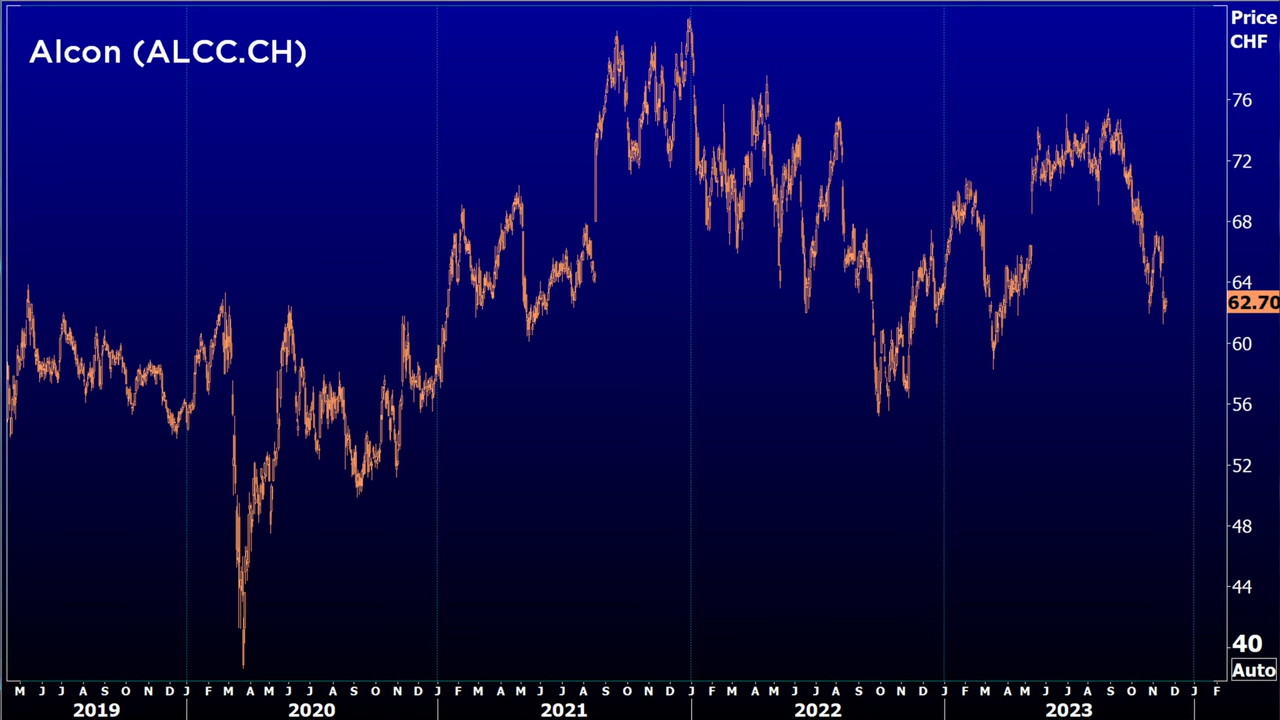 Alcon (ALCC.CH)
Price
CHF
76
72
68
64
62.70
60
56
52
48
44
40
Auto
M J J A S O N D J F M A M J J A S O N D J F M A M J J A S O N D J F M A M J J A S O N D J F M A M J J A S O N D J F
2019 2020 2021 2022 2023